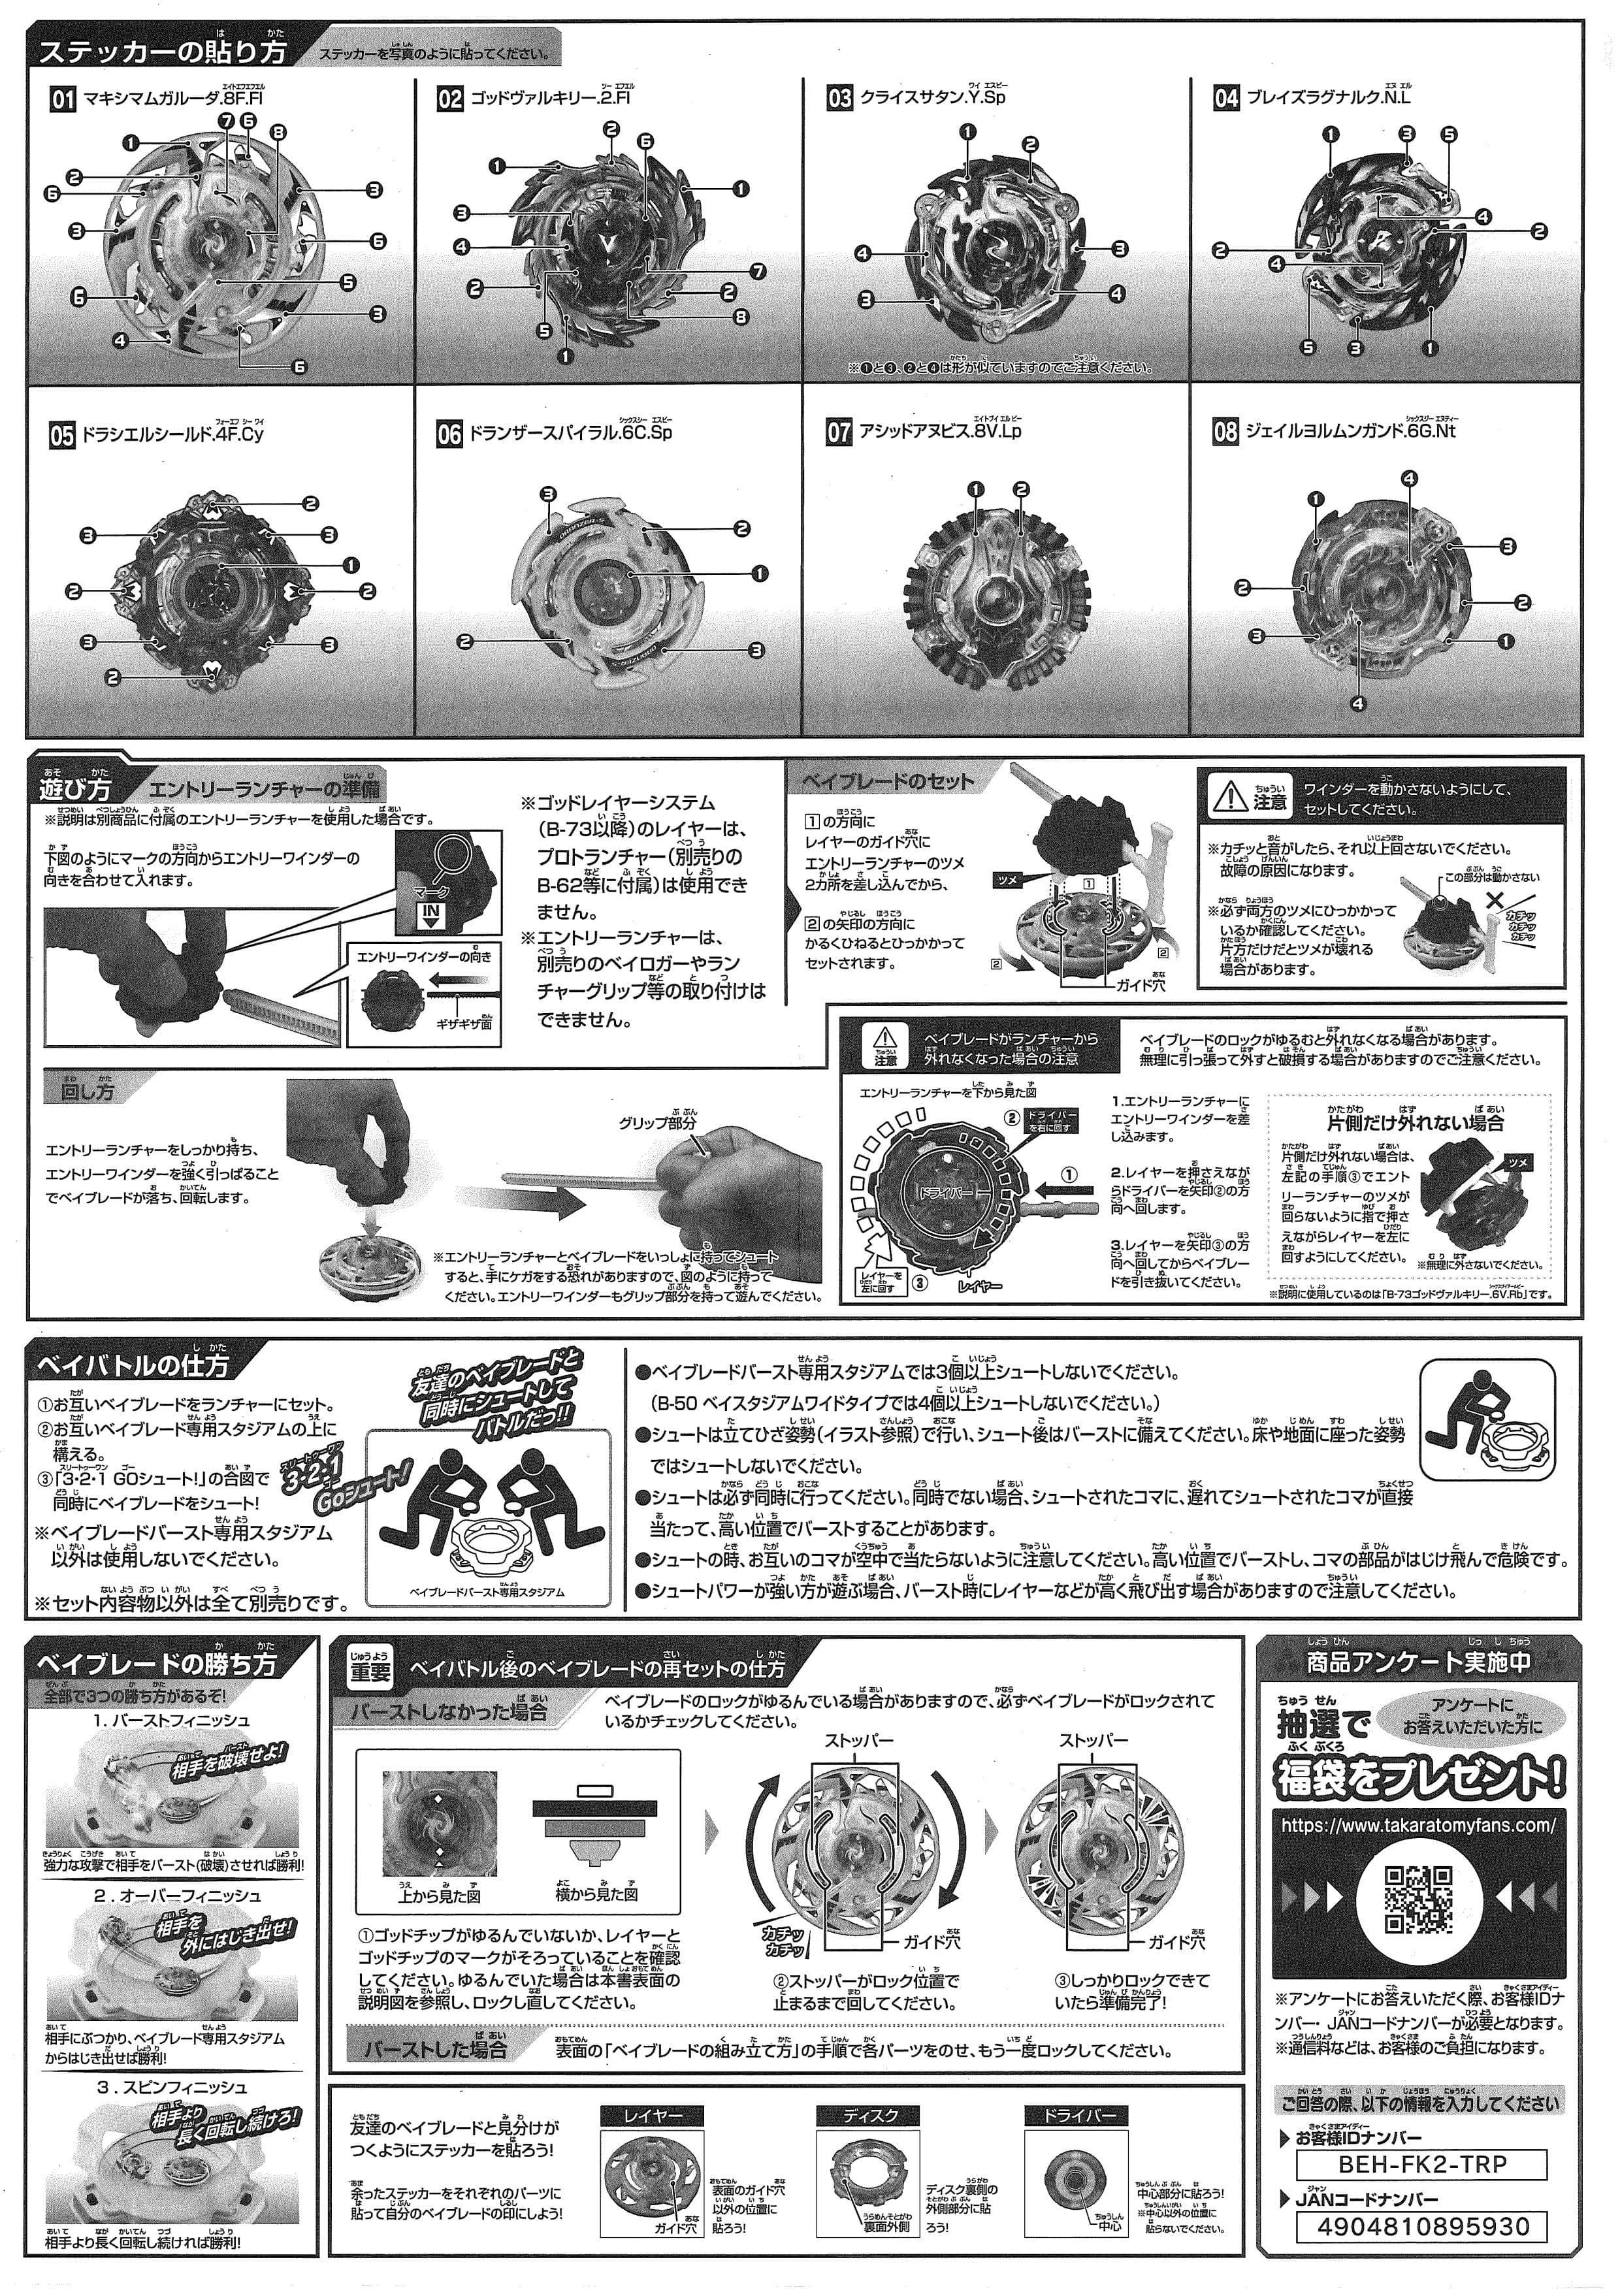 ステッカーの貼り方
ステッカーを写真のように貼ってください。
01 マキシマムガルーダ.8F.Fl
02 ゴッドヴァルキリー.2.Fl
03 クライスサタン.Y.Sp
04 ブレイズラグナルク.N.L
※❶と❸、❷と❹は形が似ていますのでご注意ください。
05 ドラシエルシールド.4F.Cy
06 ドランザースパイラル.6C.Sp
07 アシッドアヌビス.8V.Lp
08 ジェイルヨルムンガンド.6G.Nt
遊び方
エントリーランチャーの準備
※説明は別商品に付属のエントリーランチャーを使用した場合です。
下図のようにマークの方向からエントリーワインダーの
向きを合わせて入れます。
マーク
IN
エントリーワインダーの向き
ギザギザ面
※ゴッドレイヤーシステム
(B-73以降)のレイヤーは、
プロトランチャー(別売りの
B-62等に付属)は使用でき
ません。
※エントリーランチャーは、
別売りのベイロガーやラン
チャーグリップ等の取り付けは
できません。
ベイブレードのセット
1の方向に
レイヤーのガイド穴に
エントリーランチャーのツメ
2カ所を差し込んでから、
2の矢印の方向に
かるくひねるとひっかかって
セットされます。
ツメ
1
2
2
ガイド穴
注意
ワインダーを動かさないようにして、
セットしてください。
※カチッと音がしたら、それ以上回さないでください。
故障の原因になります。
※必ず両方のツメにひっかかって
いるか確認してください。
片方だけだとツメが壊れる
場合があります。
この部分は動かさない
カチッ
カチッ
カチッ
回し方
エントリーランチャーをしっかり持ち、
エントリーワインダーを強く引っぱること
でベイブレードが落ち、回転します。
グリップ部分
※エントリーランチャーとベイブレードをいっしょに持ってシュート
すると、手にケガをする恐れがありますので、図のように持って
ください。エントリーワインダーもグリップ部分を持って遊んでください。
注意
ベイブレードがランチャーから
外れなくなった場合の注意
ベイブレードのロックがゆるむと外れなくなる場合があります。
無理に引っ張って外すと破損する場合がありますのでご注意ください。
エントリーランチャーを下から見た図
②
ドライバー
を右に回す
①
ドライバー
レイヤーを
左に回す
③
レイヤー
1.エントリーランチャーに
エントリーワインダーを差
し込みます。
2.レイヤーを押さえなが
らドライバーを矢印②の方
向へ回します。
3.レイヤーを矢印③の方
向へ回してからベイブレー
ドを引き抜いてください。
片側だけ外れない場合
片側だけ外れない場合は、
左記の手順③でエント
リーランチャーのツメが
回らないように指で押さ
えながらレイヤーを左に
回すようにしてください。
ツメ
※無理に外さないでください。
※説明に使用しているのは「B-73ゴッドヴァルキリー.6V.Rb」です。
ベイバトルの仕方
①お互いベイブレードをランチャーにセット。
②お互いベイブレード専用スタジアムの上に
構える。
③「3・2・1 GOシュート!」の合図で
同時にベイブレードをシュート!
※ベイブレードバースト専用スタジアム
以外は使用しないでください。
※セット内容物以外は全て別売りです。
友達のベイブレードと
同時にシュートして
バトルだっ!!
3・2・1
Goシュート!
ベイブレードバースト専用スタジアム
●ベイブレードバースト専用スタジアムでは3個以上シュートしないでください。
(B-50 ベイスタジアムワイドタイプでは4個以上シュートしないでください。)
●シュートは立てひざ姿勢(イラスト参照)で行い、シュート後はバーストに備えてください。床や地面に座った姿勢
ではシュートしないでください。
●シュートは必ず同時に行ってください。同時でない場合、シュートされたコマに、遅れてシュートされたコマが直接
当たって、高い位置でバーストすることがあります。
●シュートの時、お互いのコマが空中で当たらないように注意してください。高い位置でバーストし、コマの部品がはじけ飛んで危険です。
●シュートパワーが強い方が遊ぶ場合、バースト時にレイヤーなどが高く飛び出す場合がありますので注意してください。
ベイブレードの勝ち方
全部で3つの勝ち方があるぞ!
1. バーストフィニッシュ
相手を破壊せよ!
強力な攻撃で相手をバースト(破壊)させれば勝利!
2. オーバーフィニッシュ
相手を
外にはじき出せ!
相手にぶつかり、ベイブレード専用スタジアム
からはじき出せば勝利!
3. スピンフィニッシュ
相手より
長く回転し続けろ!
相手より長く回転し続ければ勝利!
重要
ベイバトル後のベイブレードの再セットの仕方
バーストしなかった場合
ベイブレードのロックがゆるんでいる場合がありますので、必ずベイブレードがロックされて
いるかチェックしてください。
上から見た図
横から見た図
①ゴッドチップがゆるんでいないか、レイヤーと
ゴッドチップのマークがそろっていることを確認
してください。ゆるんでいた場合は本書表面の
説明図を参照し、ロックし直してください。
ストッパー
カチッ
カチッ
ガイド穴
②ストッパーがロック位置で
止まるまで回してください。
ストッパー
ガイド穴
③しっかりロックできて
いたら準備完了!
バーストした場合
表面の「ベイブレードの組み立て方」の手順で各パーツをのせ、もう一度ロックしてください。
友達のベイブレードと見分けが
つくようにステッカーを貼ろう!
余ったステッカーをそれぞれのパーツに
貼って自分のベイブレードの印にしよう!
レイヤー
ガイド穴
表面のガイド穴
以外の位置に
貼ろう!
ディスク
裏面外側
ディスク裏側の
外側部分に貼
ろう!
ドライバー
中心
中心部分に貼ろう!
※中心以外の位置に
貼らないでください。
商品アンケート実施中
アンケートに
お答えいただいた方に
抽選で
福袋をプレゼント!
https://www.takaratomyfans.com/
※アンケートにお答えいただく際、お客様IDナ
ンバー・JANコードナンバーが必要となります。
※通信料などは、お客様のご負担になります。
ご回答の際、以下の情報を入力してください
お客様IDナンバー
BEH-FK2-TRP
JANコードナンバー
4904810895930